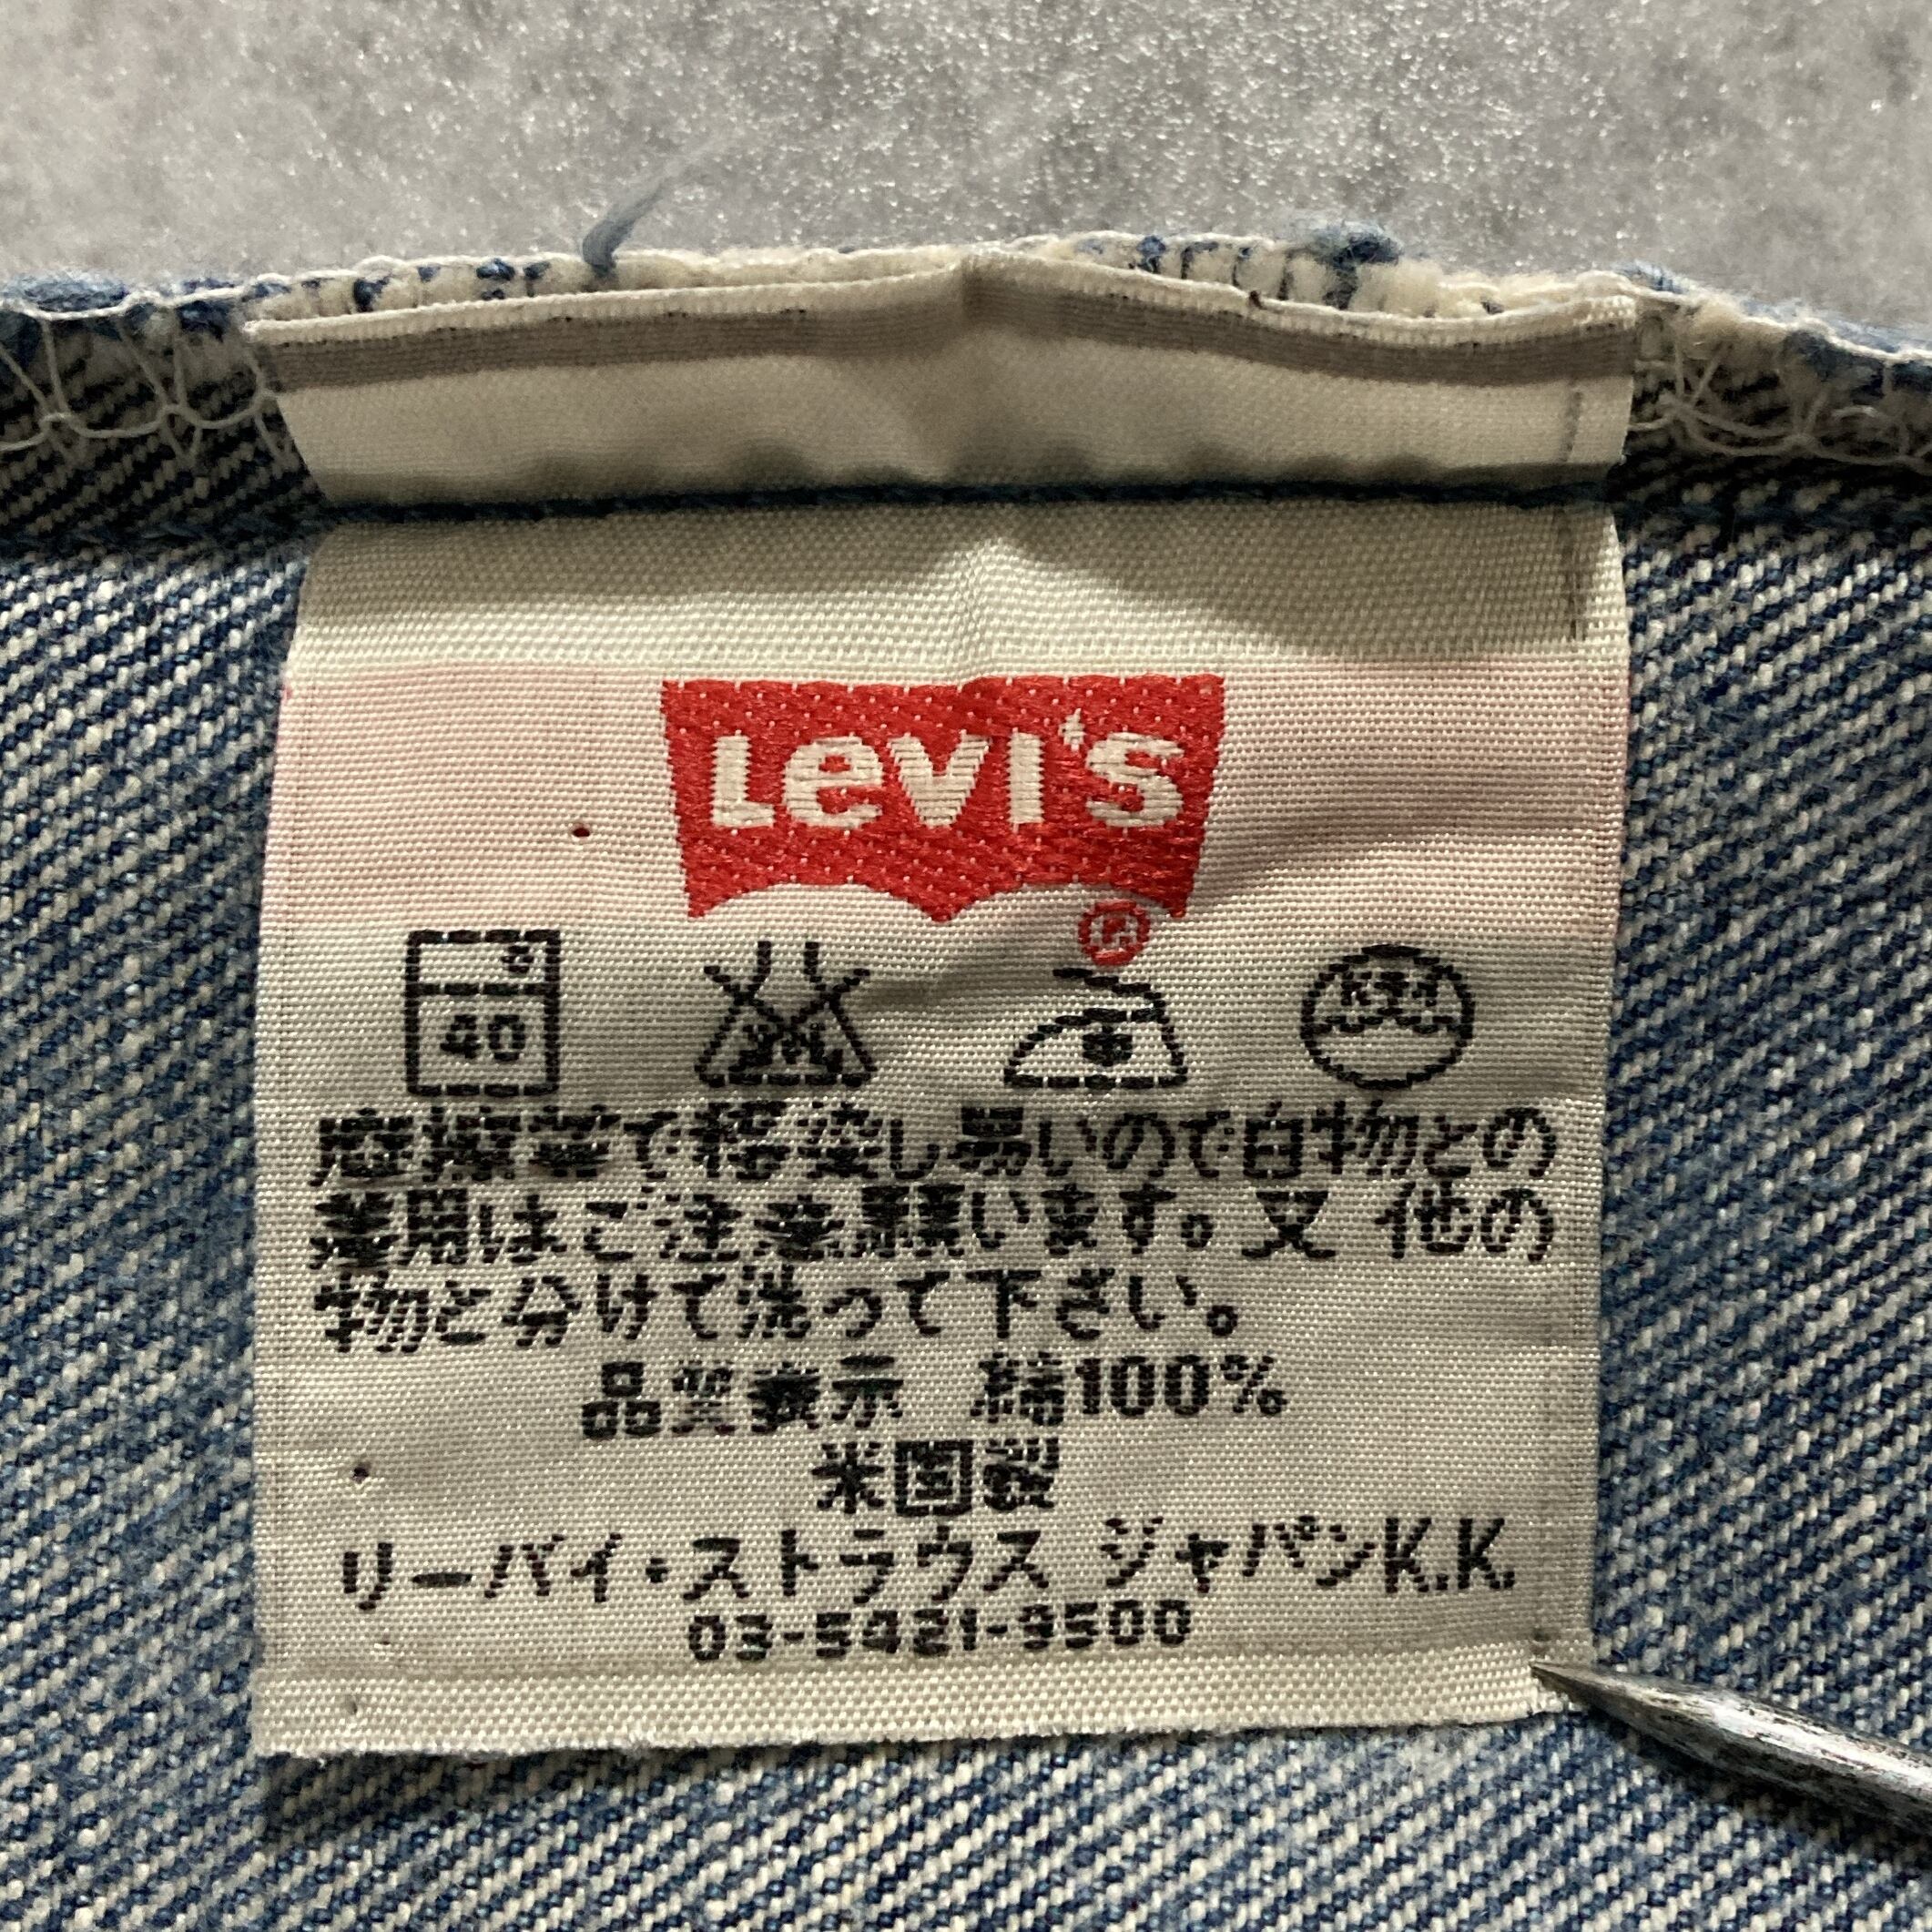 Levi's
®
40
ドライ
摩擦等で移染し易いので白物との
着用はご注意願います。又 他の
物と分けて洗って下さい。
品質表示 綿100%
米国製
リーバイ・ストラウス ジャパンK.K.
03-5421-9500